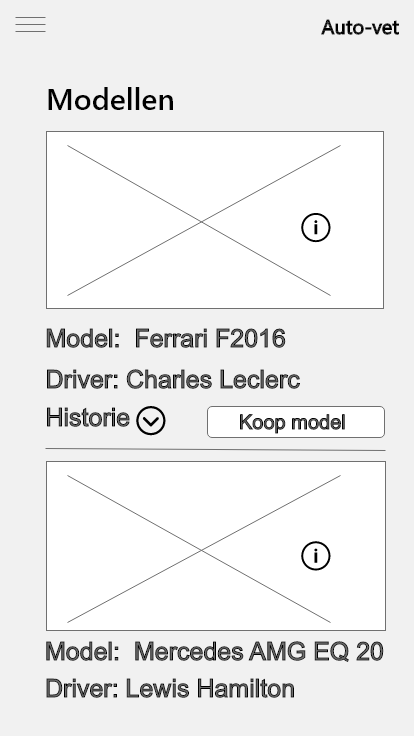 Auto-vet
Modellen
i
Model: Ferrari F2016
Driver: Charles Leclerc
Historie
Koop model
i
Model: Mercedes AMG EQ 20
Driver: Lewis Hamilton